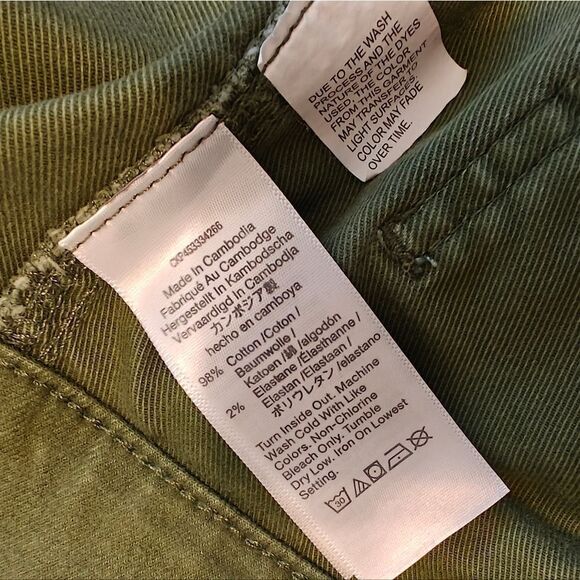 DUE TO THE WASH
PROCESS AND THE
NATURE OF THE DYES
USED, THE COLOR
FROM THIS GARMENT
MAY TRANSFER TO
LIGHT SURFACES.
COLOR MAY FADE
OVER TIME.
CKP453334266
Made In Cambodia
Fabriqué Au Cambodge
Hergestellt In Kambodscha
Vervaardigd In Cambodja
カンボジア製
hecho en camboya
98% Cotton /Coton /
Baumwolle /
Katoen /綿 /algodón
2% Elastane /Élasthanne /
Elastan /Elastaan /
ポリウレタン /elastano
Turn Inside Out. Machine
Wash Cold With Like
Colors. Non-Chlorine
Bleach Only. Tumble
Dry Low. Iron On Lowest
Setting.
30